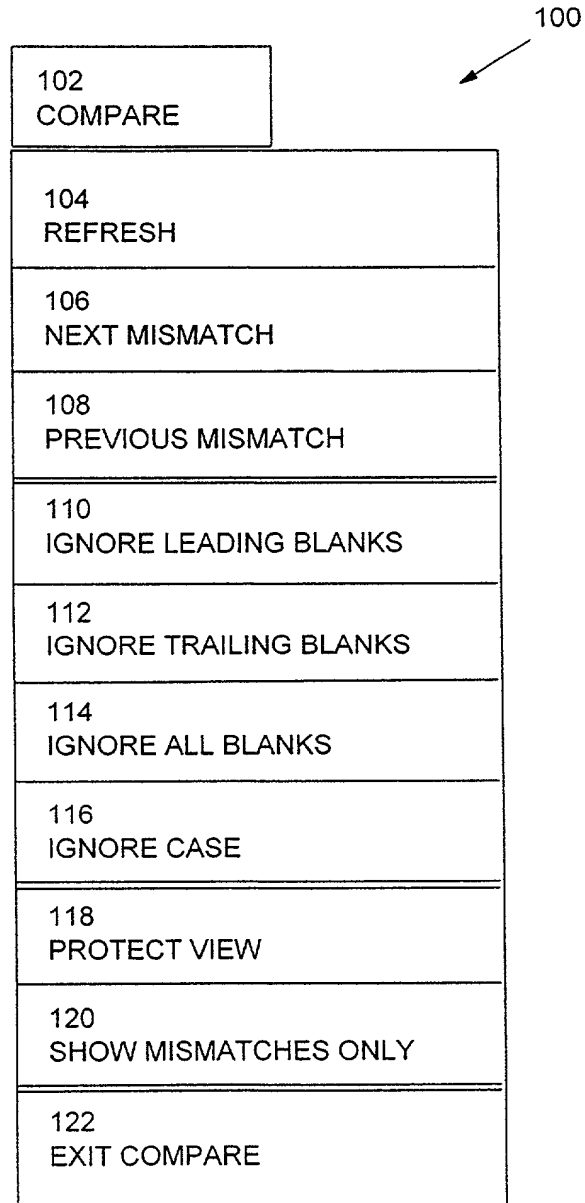 100
102
COMPARE
104
REFRESH
106
NEXT MISMATCH
108
PREVIOUS MISMATCH
110
IGNORE LEADING BLANKS
112
IGNORE TRAILING BLANKS
114
IGNORE ALL BLANKS
116
IGNORE CASE
118
PROTECT VIEW
120
SHOW MISMATCHES ONLY
122
EXIT COMPARE